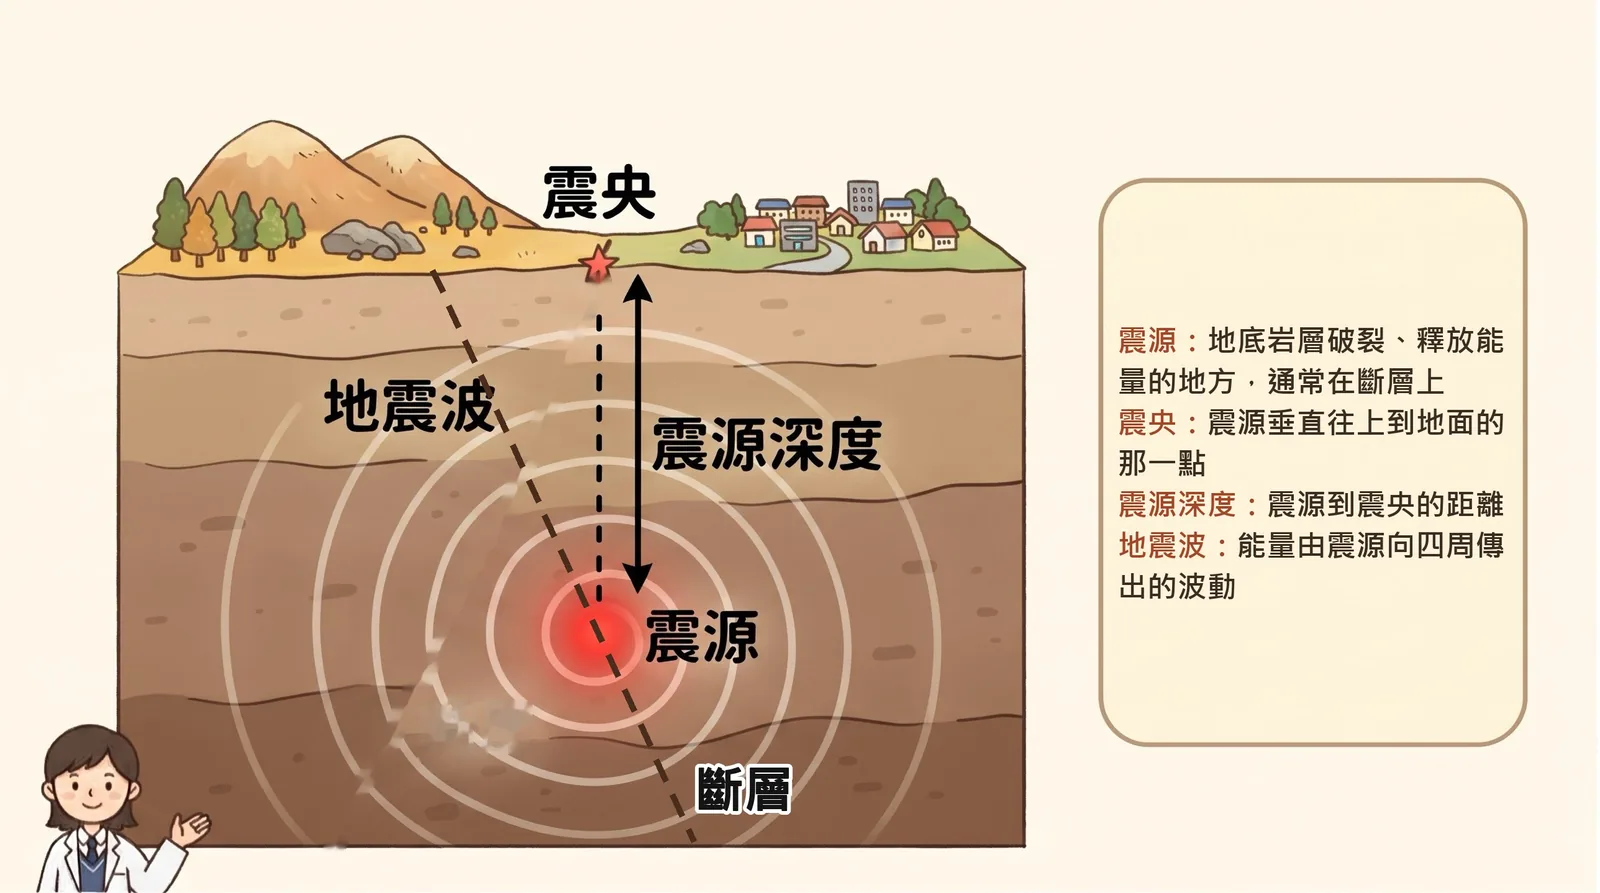 震央
地震波
震源深度
震源
斷層
震源：地底岩層破裂、釋放能
量的地方，通常在斷層上
震央：震源垂直往上到地面的
那一點
震源深度：震源到震央的距離
地震波：能量由震源向四周傳
出的波動